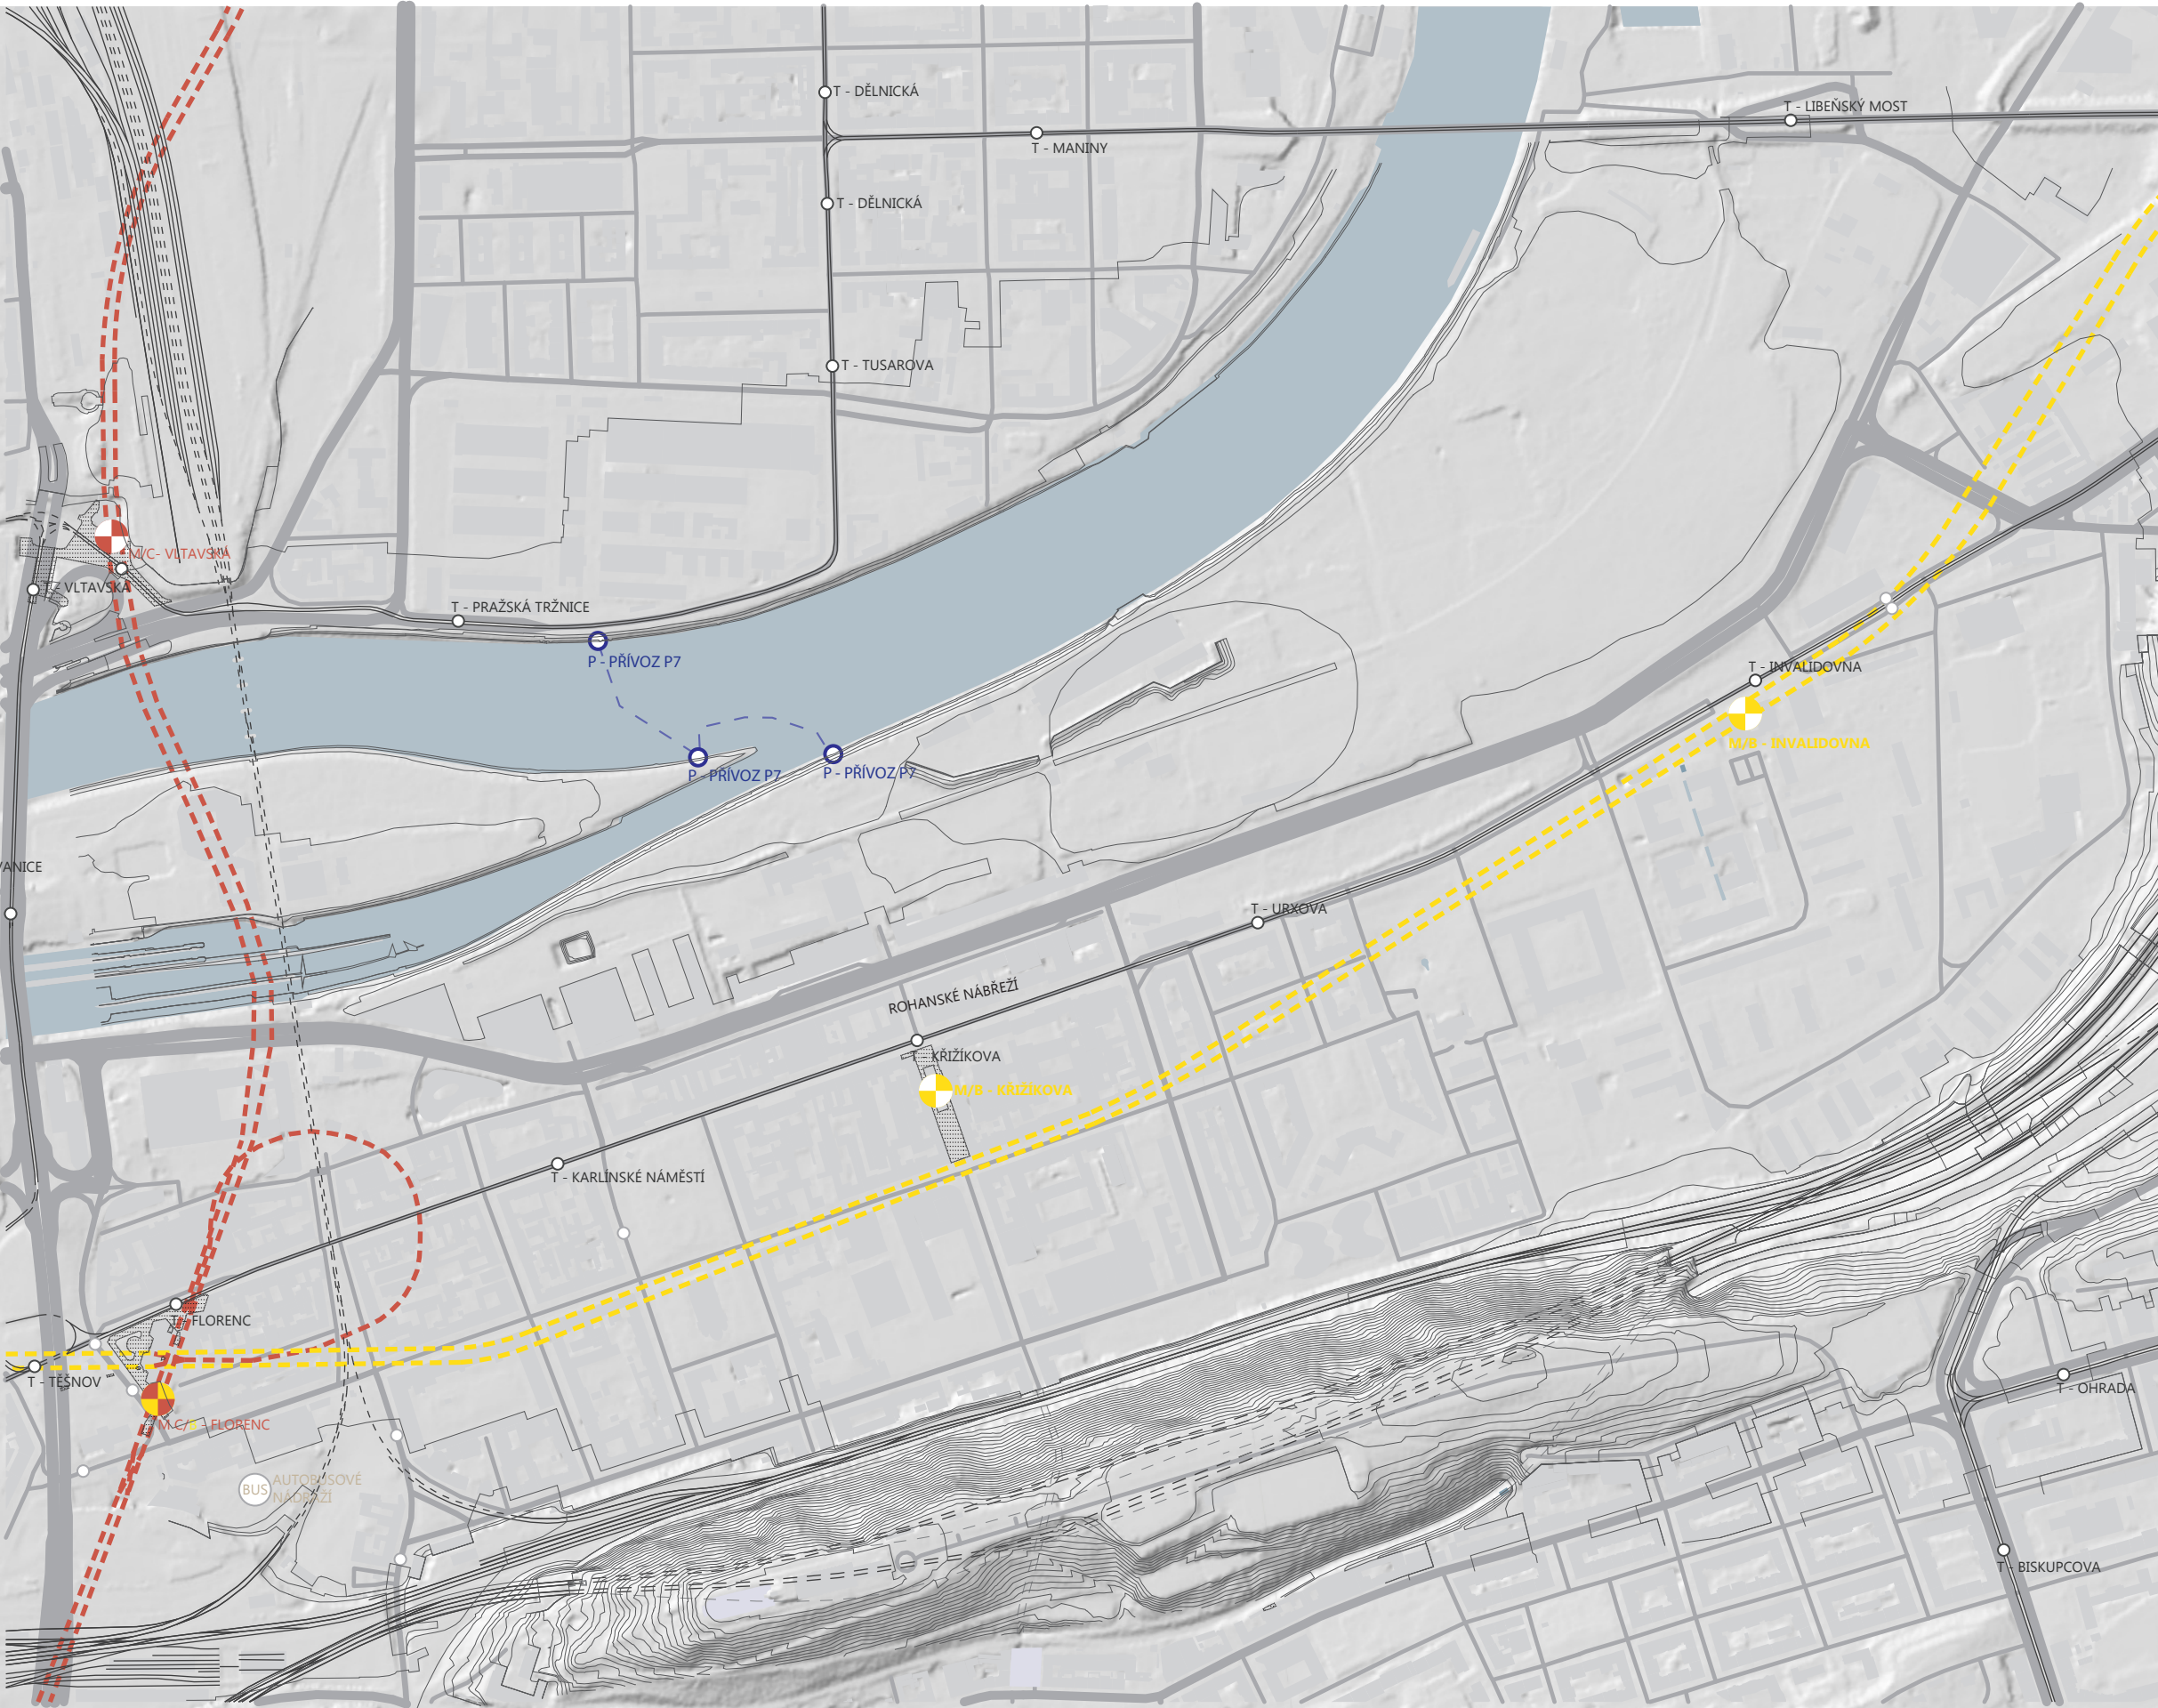 T - DĚLNICKÁ
T - LIBEŇSKÝ MOST
T - MANINY
T - DĚLNICKÁ
T - TUSAROVA
M/C- VLTAVSKÁ
T - VLTAVSKÁ
T - PRAŽSKÁ TRŽNICE
P - PŘÍVOZ P7
T - INVALIDOVNA
M/B - INVALIDOVNA
P - PŘÍVOZ P7
P - PŘÍVOZ P7
VANICE
T - URXOVA
ROHANSKÉ NÁBŘEŽÍ
T - KŘIŽÍKOVA
M/B - KŘIŽÍKOVA
T - KARLÍNSKÉ NÁMĚSTÍ
T - FLORENC
T - TĚŠNOV
T - OHRADA
M C/B - FLORENC
BUS
AUTOBUSOVÉ
NÁDRAŽÍ
T - BISKUPCOVA